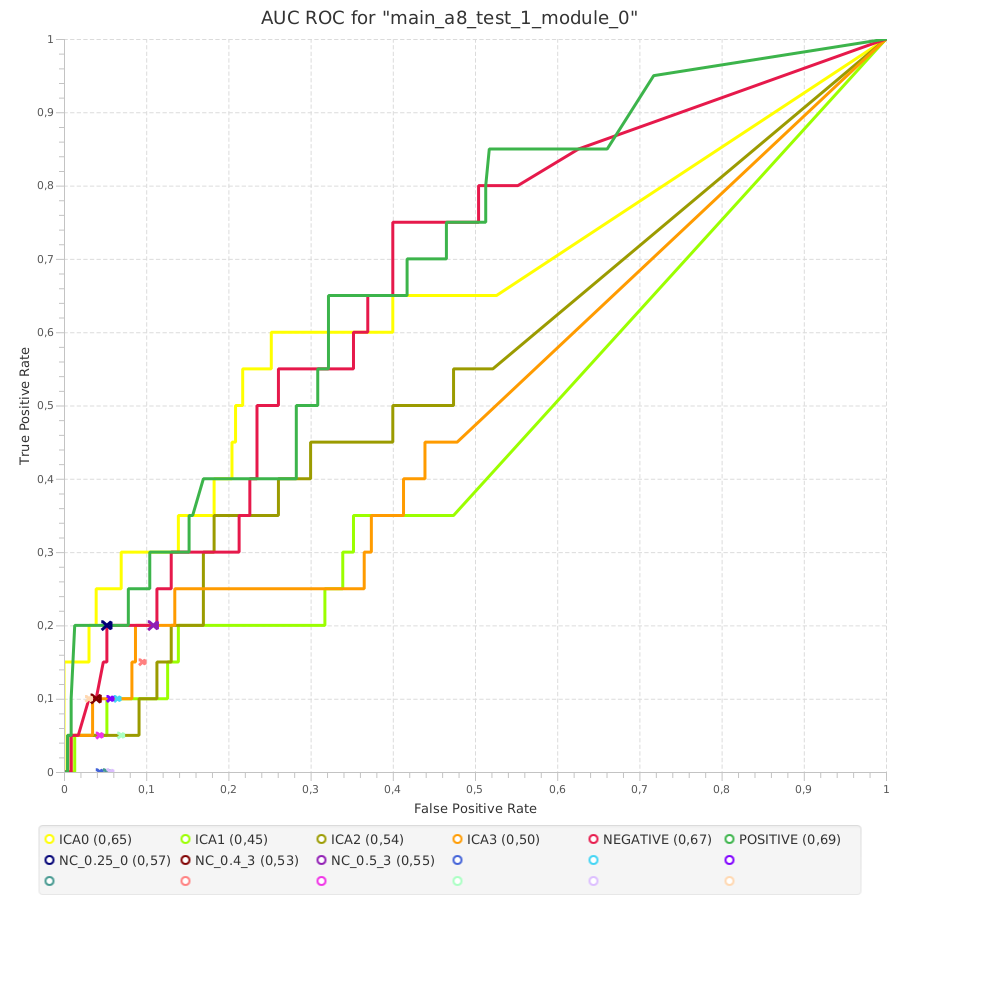 AUC ROC for "main_a8_test_1_module_0"
1
0,9
0,8
0,7
0,6
0,5
0,4
0,3
0,2
0,1
0
True Positive Rate
0 0,1 0,2 0,3 0,4 0,5 0,6 0,7 0,8 0,9 1
False Positive Rate
ICA0 (0,65) ICA1 (0,45) ICA2 (0,54) ICA3 (0,50) NEGATIVE (0,67) POSITIVE (0,69)
NC_0.25_0 (0,57) NC_0.4_3 (0,53) NC_0.5_3 (0,55)